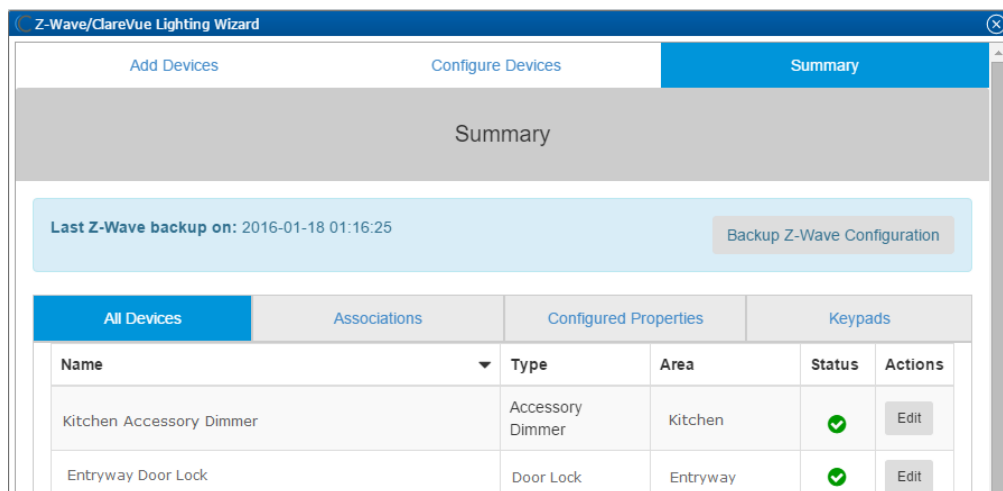 Z-Wave/ClareVue Lighting Wizard
Add Devices Configure Devices Summary
Summary
Last Z-Wave backup on: 2016-01-18 01:16:25 Backup Z-Wave Configuration
All Devices Associations Configured Properties Keypads
Name Type Area Status Actions
Kitchen Accessory Dimmer Accessory Dimmer Kitchen Edit
Entryway Door Lock Door Lock Entryway Edit